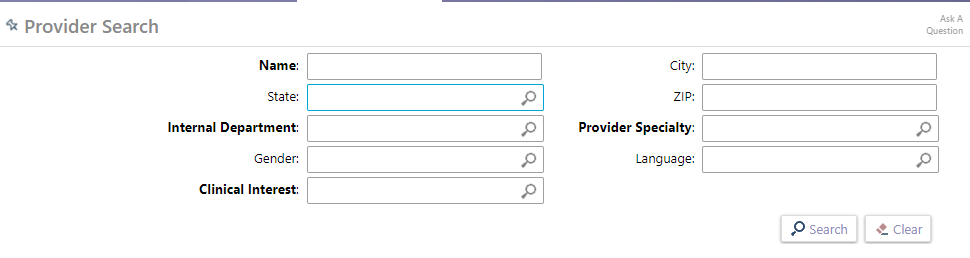 Provider Search
Ask A
Question
Name:
City:
State:
ZIP:
Internal Department:
Provider Specialty:
Gender:
Language:
Clinical Interest:
Search
Clear